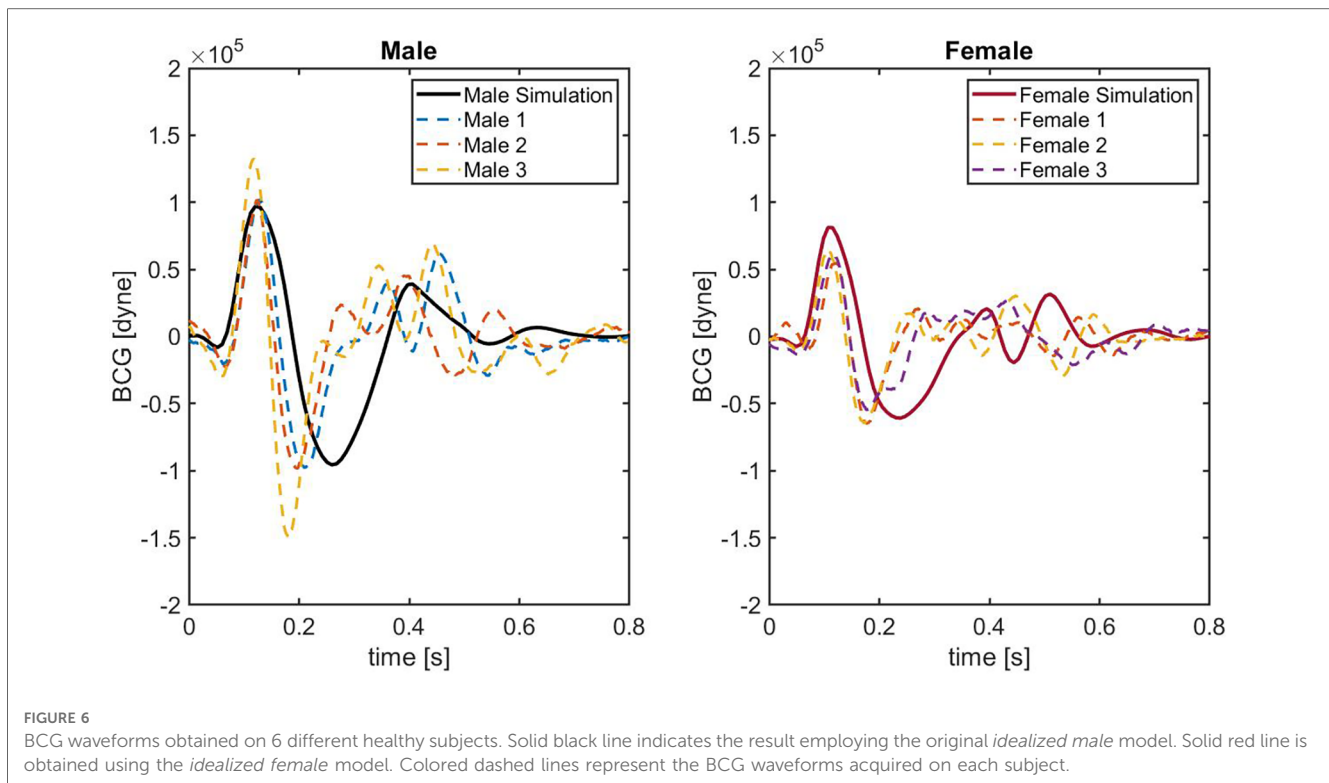 Male
×10^5
2
1.5
1
0.5
0
-0.5
-1
-1.5
-2
BCG [dyne]
0 0.2 0.4 0.6 0.8
time [s]
Male Simulation
Male 1
Male 2
Male 3
Female
×10^5
2
1.5
1
0.5
0
-0.5
-1
-1.5
-2
BCG [dyne]
0 0.2 0.4 0.6 0.8
time [s]
Female Simulation
Female 1
Female 2
Female 3
FIGURE 6
BCG waveforms obtained on 6 different healthy subjects. Solid black line indicates the result employing the original idealized male model. Solid red line is
obtained using the idealized female model. Colored dashed lines represent the BCG waveforms acquired on each subject.